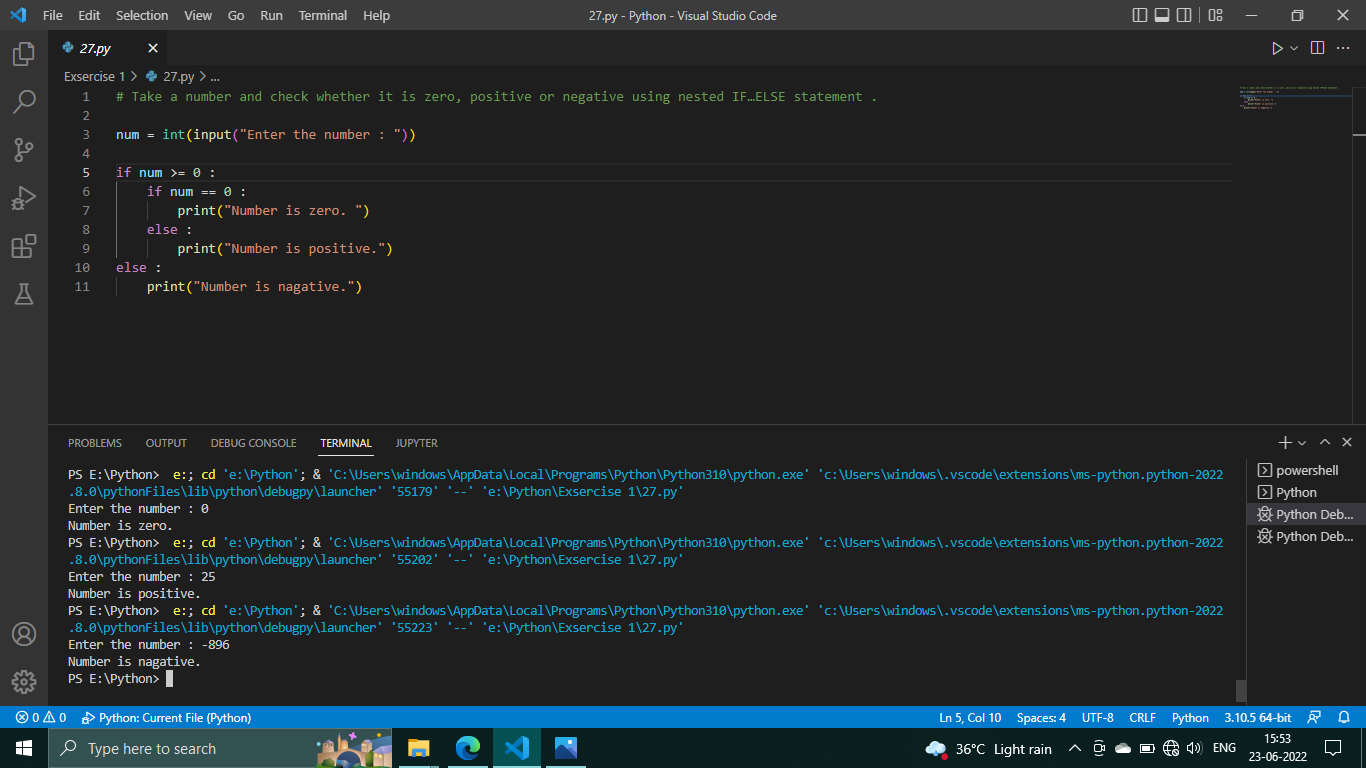 File Edit Selection View Go Run Terminal Help
27.py - Python - Visual Studio Code
27.py
Exsercise 1 > 27.py > ...
1 # Take a number and check whether it is zero, positive or negative using nested IF…ELSE statement .
2
3 num = int(input("Enter the number : "))
4
5 if num >= 0 :
6 if num == 0 :
7 print("Number is zero. ")
8 else :
9 print("Number is positive.")
10 else :
11 print("Number is nagative.")
PROBLEMS OUTPUT DEBUG CONSOLE TERMINAL JUPYTER
PS E:\Python>  e:; cd 'e:\Python'; & 'C:\Users\windows\AppData\Local\Programs\Python\Python310\python.exe' 'c:\Users\windows\.vscode\extensions\ms-python.python-2022
.8.0\pythonFiles\lib\python\debugpy\launcher' '55179' '--' 'e:\Python\Exsercise 1\27.py'
Enter the number : 0
Number is zero.
PS E:\Python>  e:; cd 'e:\Python'; & 'C:\Users\windows\AppData\Local\Programs\Python\Python310\python.exe' 'c:\Users\windows\.vscode\extensions\ms-python.python-2022
.8.0\pythonFiles\lib\python\debugpy\launcher' '55202' '--' 'e:\Python\Exsercise 1\27.py'
Enter the number : 25
Number is positive.
PS E:\Python>  e:; cd 'e:\Python'; & 'C:\Users\windows\AppData\Local\Programs\Python\Python310\python.exe' 'c:\Users\windows\.vscode\extensions\ms-python.python-2022
.8.0\pythonFiles\lib\python\debugpy\launcher' '55223' '--' 'e:\Python\Exsercise 1\27.py'
Enter the number : -896
Number is nagative.
PS E:\Python>
powershell
Python
Python Deb...
Python Deb...
0 0 Python: Current File (Python)
Ln 5, Col 10 Spaces: 4 UTF-8 CRLF Python 3.10.5 64-bit
Type here to search
36°C Light rain
ENG
15:53
23-06-2022